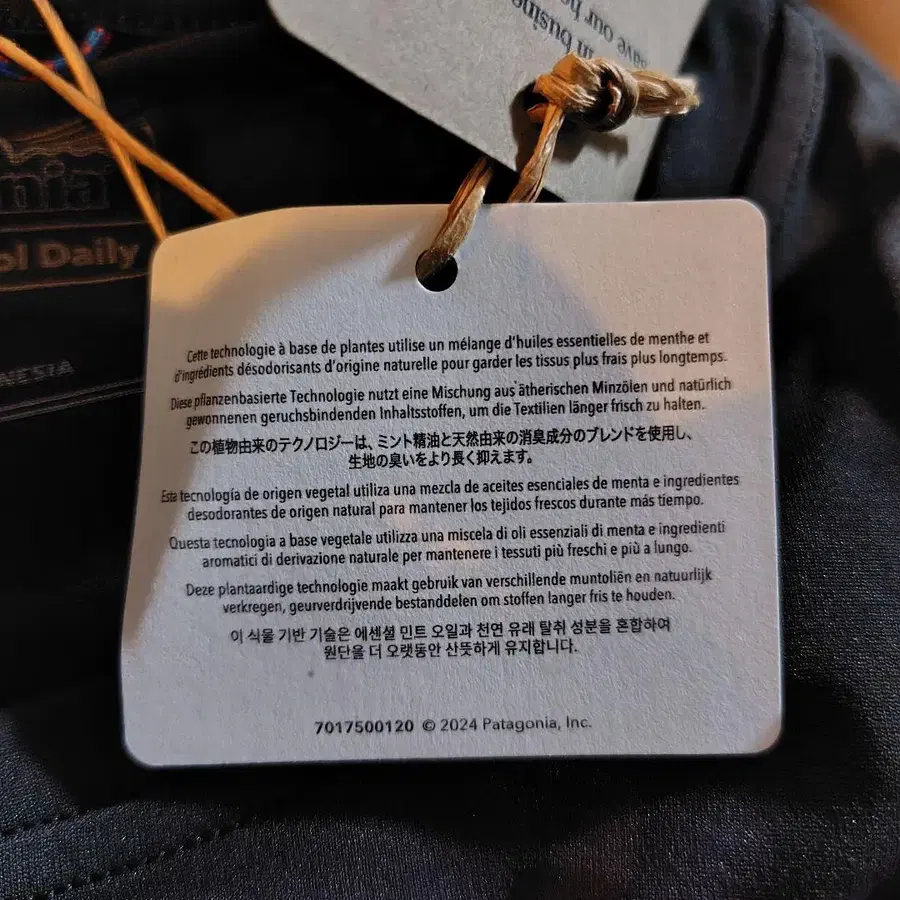 in busine
save our ho
nia
ol Daily
NESIA
Cette technologie à base de plantes utilise un mélange d'huiles essentielles de menthe et
d'ingrédients désodorisants d'origine naturelle pour garder les tissus plus frais plus longtemps.
Diese pflanzenbasierte Technologie nutzt eine Mischung aus ätherischen Minzölen und natürlich
gewonnenen geruchsbindenden Inhaltsstoffen, um die Textilien länger frisch zu halten.
この植物由来のテクノロジーは、ミント精油と天然由来の消臭成分のブレンドを使用し、
生地の臭いをより長く抑えます。
Esta tecnología de origen vegetal utiliza una mezcla de aceites esenciales de menta e ingredientes
desodorantes de origen natural para mantener los tejidos frescos durante más tiempo.
Questa tecnologia a base vegetale utilizza una miscela di oli essenziali di menta e ingredienti
aromatici di derivazione naturale per mantenere i tessuti più freschi e più a lungo.
Deze plantaardige technologie maakt gebruik van verschillende muntoliën en natuurlijk
verkregen, geurverdrijvende bestanddelen om stoffen langer fris te houden.
이 식물 기반 기술은 에센셜 민트 오일과 천연 유래 탈취 성분을 혼합하여
원단을 더 오랫동안 산뜻하게 유지합니다.
7017500120 © 2024 Patagonia, Inc.